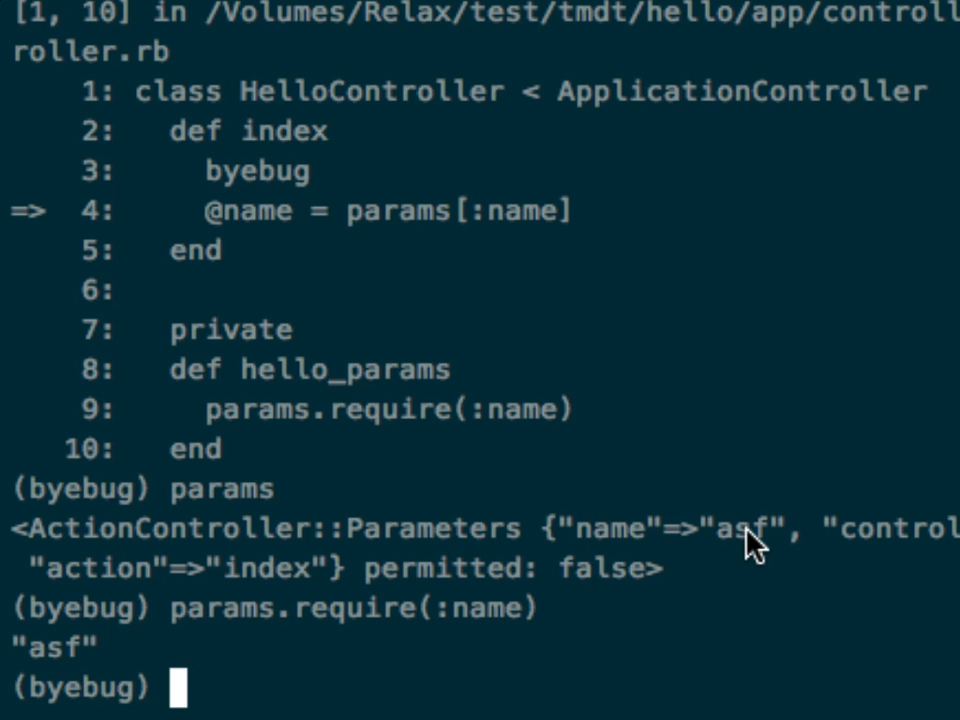 [1, 10] in /Volumes/Relax/test/tmdt/hello/app/controll
roller.rb
1: class HelloController < ApplicationController
2: def index
3: byebug
=> 4: @name = params[:name]
5: end
6:
7: private
8: def hello_params
9: params.require(:name)
10: end
(byebug) params
<ActionController::Parameters {"name"=>"asf", "control
"action"=>"index"} permitted: false>
(byebug) params.require(:name)
"asf"
(byebug)